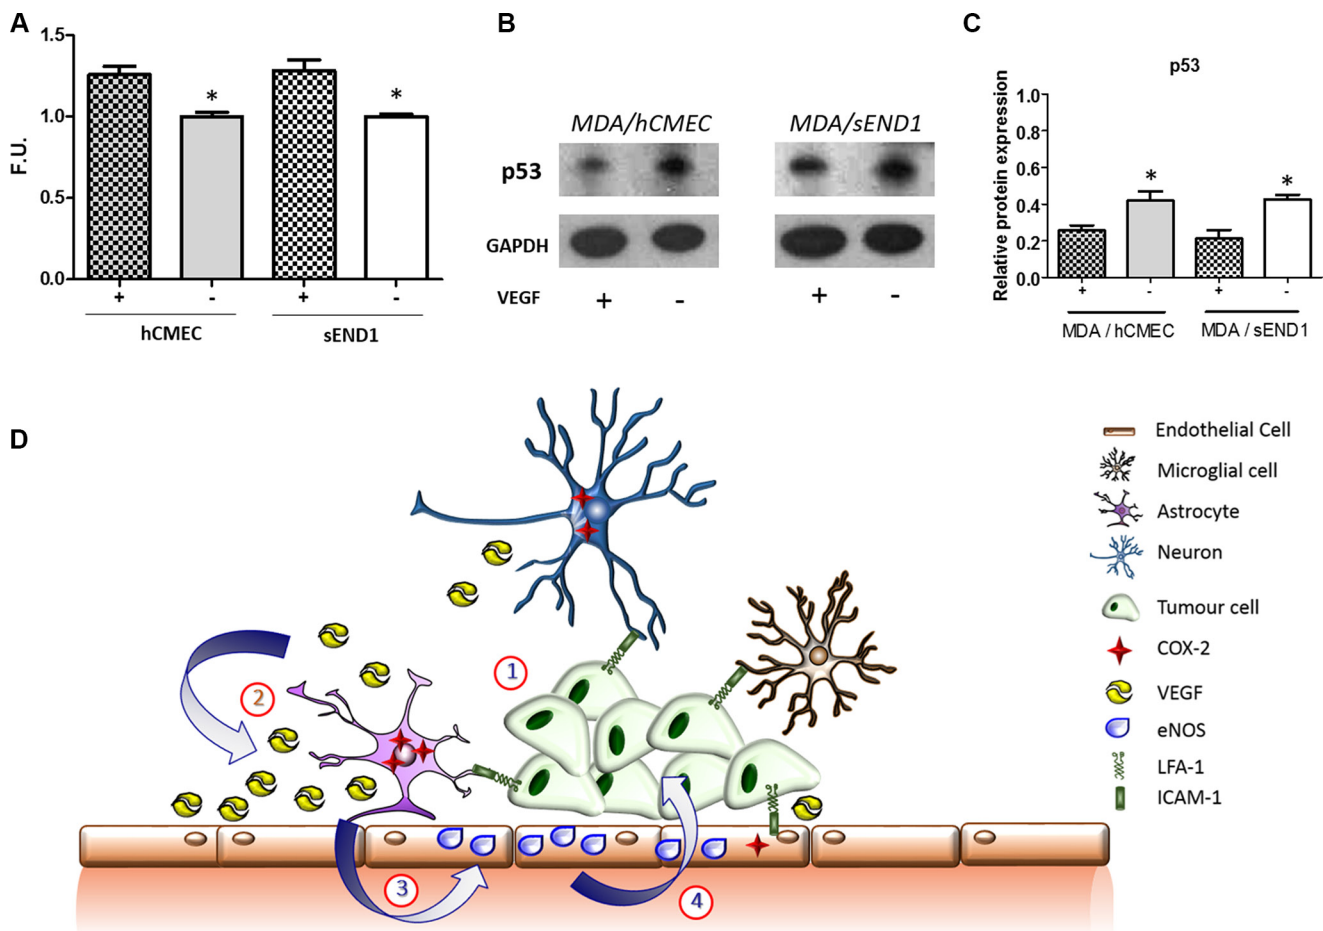 A
1.5
1.0
0.5
0.0
F.U.
*
*
+ - + -
hCMEC sEND1
B
MDA/hCMEC MDA/sEND1
p53
GAPDH
VEGF + - + -
C
p53
Relative protein expression
1.0
0.8
0.6
0.4
0.2
0.0
*
*
+ - + -
MDA / hCMEC MDA / sEND1
D
1
2
3
4
Endothelial Cell
Microglial cell
Astrocyte
Neuron
Tumour cell
COX-2
VEGF
eNOS
LFA-1
ICAM-1